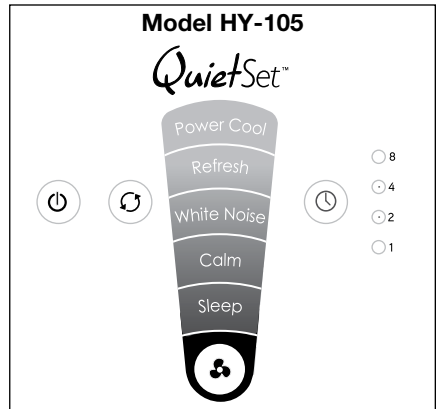 Model HY-105
QuietSet™
Power Cool
Refresh
White Noise
Calm
Sleep
8
4
2
1